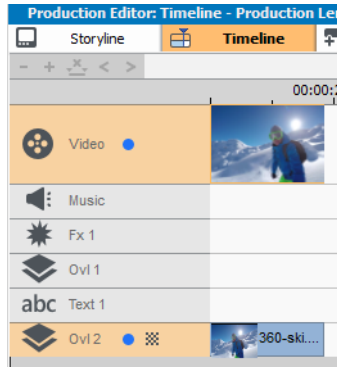 Production Editor: Timeline - Production Len
Storyline
Timeline
- + < >
00:00:2
Video
Music
Fx 1
Ovl 1
abc Text 1
Ovl 2
360-ski....